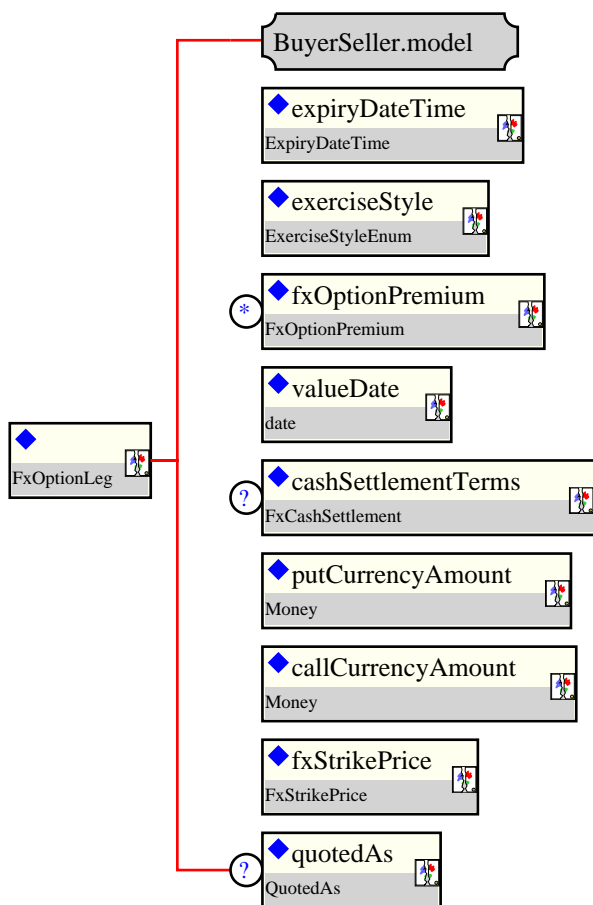 BuyerSeller.model
expiryDateTime
ExpiryDateTime
exerciseStyle
ExerciseStyleEnum
*
fxOptionPremium
FxOptionPremium
valueDate
date
FxOptionLeg
?
cashSettlementTerms
FxCashSettlement
putCurrencyAmount
Money
callCurrencyAmount
Money
fxStrikePrice
FxStrikePrice
?
quotedAs
QuotedAs